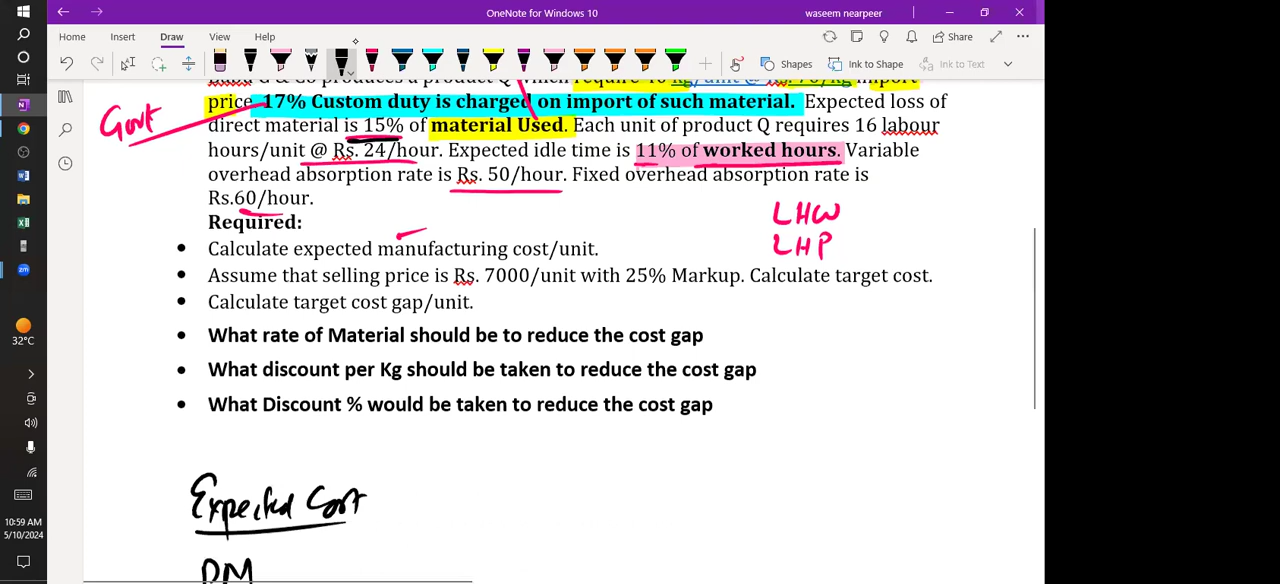 OneNote for Windows 10
waseem nearpeer
Home Insert Draw View Help
Share
Shapes Ink to Shape Ink to Text
price. 17% Custom duty is charged on import of such material. Expected loss of
Govt
direct material is 15% of material Used. Each unit of product Q requires 16 labour
hours/unit @ Rs. 24/hour. Expected idle time is 11% of worked hours. Variable
overhead absorption rate is Rs. 50/hour. Fixed overhead absorption rate is
Rs.60/hour.
LHW
Required:
LHP
• Calculate expected manufacturing cost/unit.
• Assume that selling price is Rs. 7000/unit with 25% Markup. Calculate target cost.
• Calculate target cost gap/unit.
• What rate of Material should be to reduce the cost gap
• What discount per Kg should be taken to reduce the cost gap
• What Discount % would be taken to reduce the cost gap
Expected Cost
DM
32°C
10:59 AM
5/10/2024